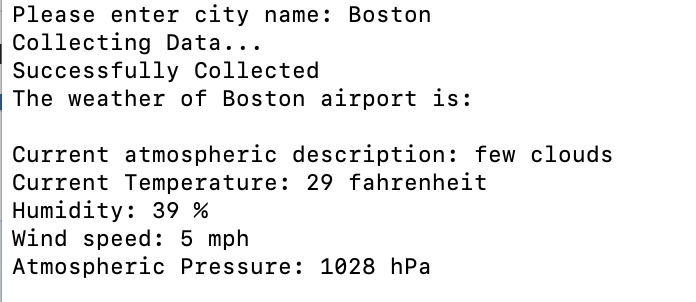 Please enter city name: Boston
Collecting Data...
Successfully Collected
The weather of Boston airport is:
Current atmospheric description: few clouds
Current Temperature: 29 fahrenheit
Humidity: 39 %
Wind speed: 5 mph
Atmospheric Pressure: 1028 hPa